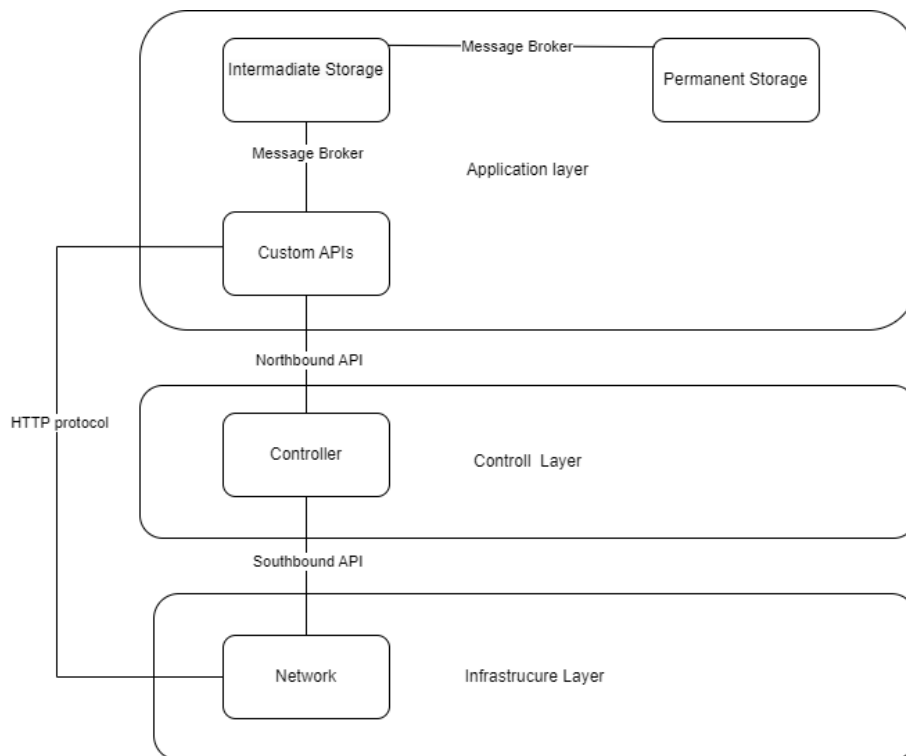 Message Broker
Intermadiate Storage
Permanent Storage
Message Broker
Application layer
Custom APIs
Northbound API
HTTP protocol
Controller
Controll Layer
Southbound API
Network
Infrastrucure Layer